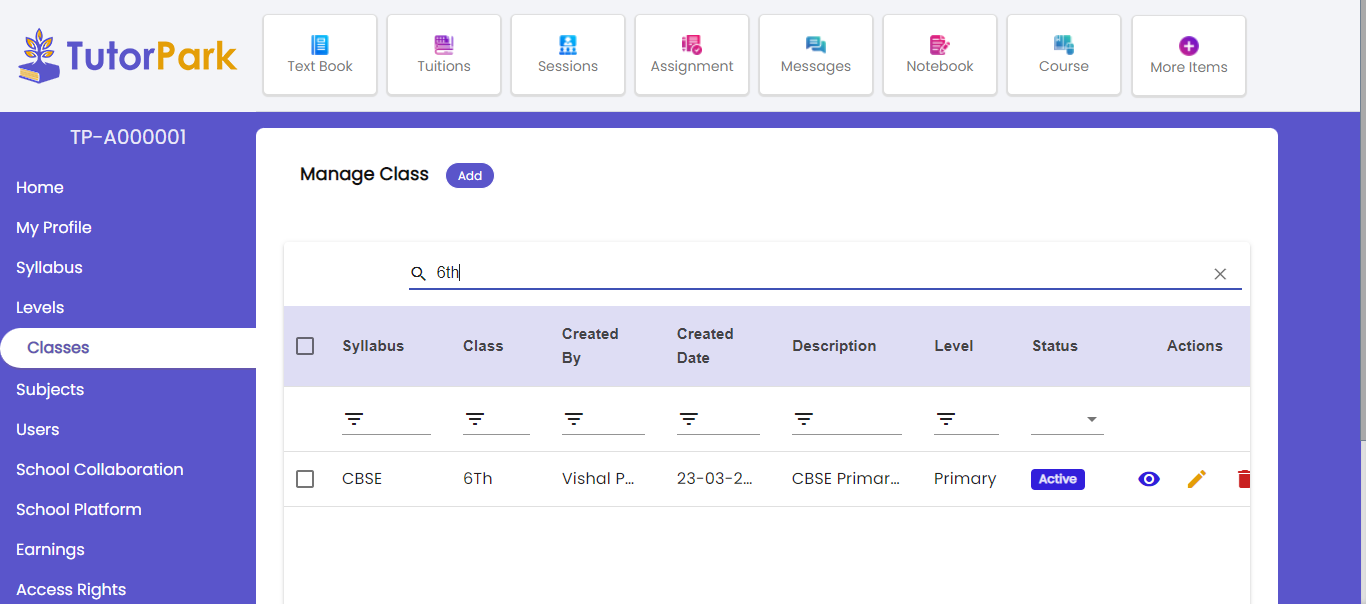 TutorPark
Text Book
Tuitions
Sessions
Assignment
Messages
Notebook
Course
More Items
TP-A000001
Home
My Profile
Syllabus
Levels
Classes
Subjects
Users
School Collaboration
School Platform
Earnings
Access Rights
Manage Class Add
6th
Syllabus
Class
Created
By
Created
Date
Description
Level
Status
Actions
CBSE 6Th Vishal P... 23-03-2... CBSE Primar... Primary Active